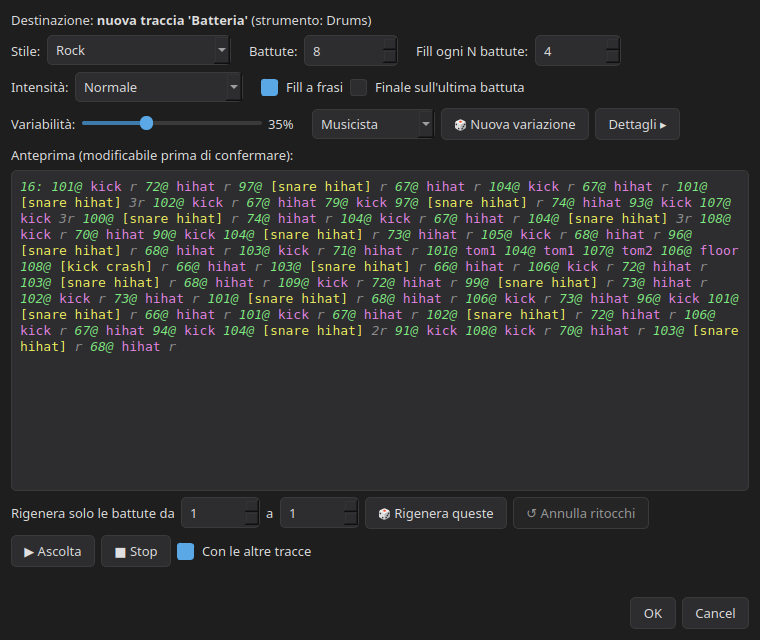 Destinazione: nuova traccia 'Batteria' (strumento: Drums)
Stile: Rock Battute: 8 Fill ogni N battute: 4
Intensità: Normale Fill a frasi Finale sull'ultima battuta
Variabilità: 35% Musicista 🎲 Nuova variazione Dettagli ▸
Anteprima (modificabile prima di confermare):
16: 101@ kick r 72@ hihat r 97@ [snare hihat] r 67@ hihat r 104@ kick r 67@ hihat r 101@
[snare hihat] 3r 102@ kick r 67@ hihat 79@ kick 97@ [snare hihat] r 74@ hihat 93@ kick 107@
kick 3r 100@ [snare hihat] r 74@ hihat r 104@ kick r 67@ hihat r 104@ [snare hihat] 3r 108@
kick r 70@ hihat 90@ kick 104@ [snare hihat] r 73@ hihat r 105@ kick r 68@ hihat r 96@
[snare hihat] r 68@ hihat r 103@ kick r 71@ hihat r 101@ tom1 104@ tom1 107@ tom2 106@ floor
108@ [kick crash] r 66@ hihat r 103@ [snare hihat] r 66@ hihat r 106@ kick r 72@ hihat r
103@ [snare hihat] r 68@ hihat r 109@ kick r 72@ hihat r 99@ [snare hihat] r 73@ hihat r
102@ kick r 73@ hihat r 101@ [snare hihat] r 68@ hihat r 106@ kick r 73@ hihat 96@ kick 101@
[snare hihat] r 66@ hihat r 101@ kick r 67@ hihat r 102@ [snare hihat] r 72@ hihat r 106@
kick r 67@ hihat 94@ kick 104@ [snare hihat] 2r 91@ kick 108@ kick r 70@ hihat r 103@ [snare
hihat] r 68@ hihat r
Rigenera solo le battute da 1 a 1 🎲 Rigenera queste ↺ Annulla ritocchi
▶ Ascolta ■ Stop Con le altre tracce
OK Cancel